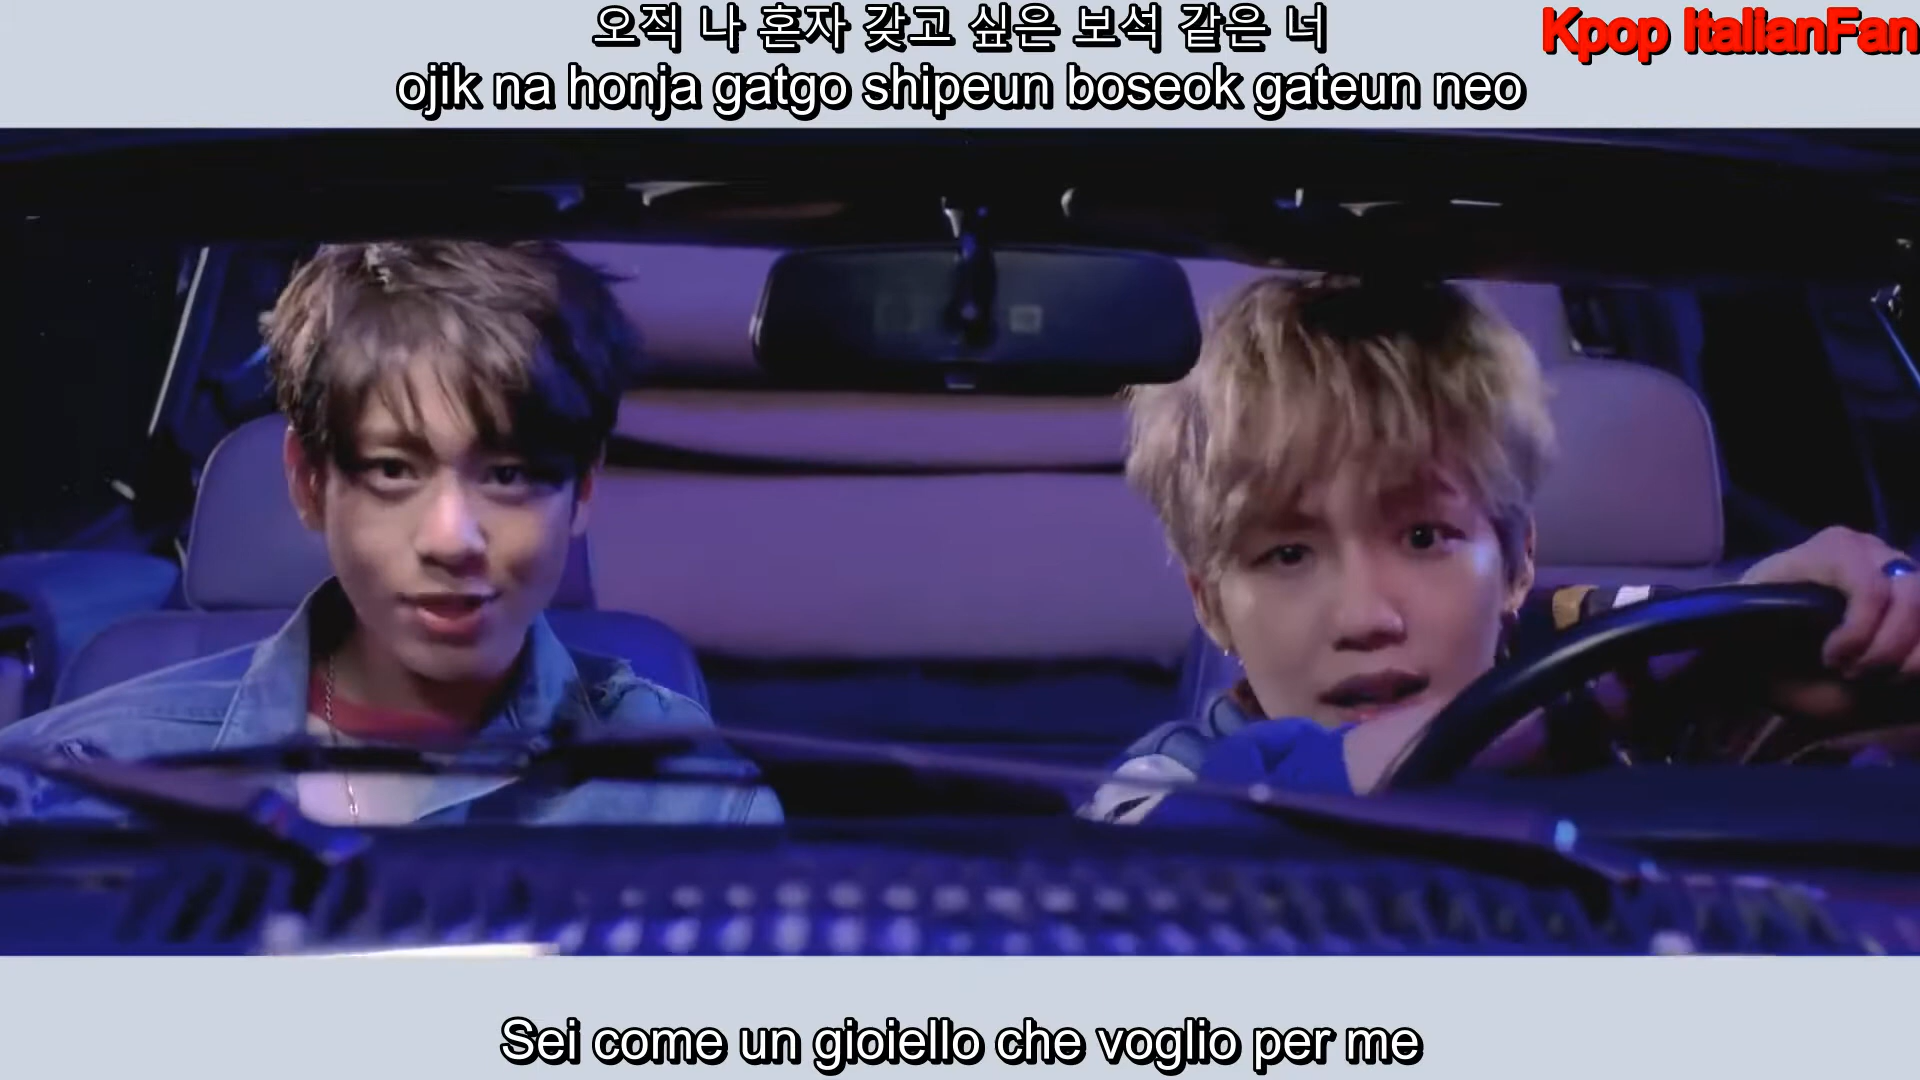 오직 나 혼자 갖고 싶은 보석 같은 너
Kpop ItalianFan
ojik na honja gatgo shipeun boseok gateun neo
Sei come un gioiello che voglio per me